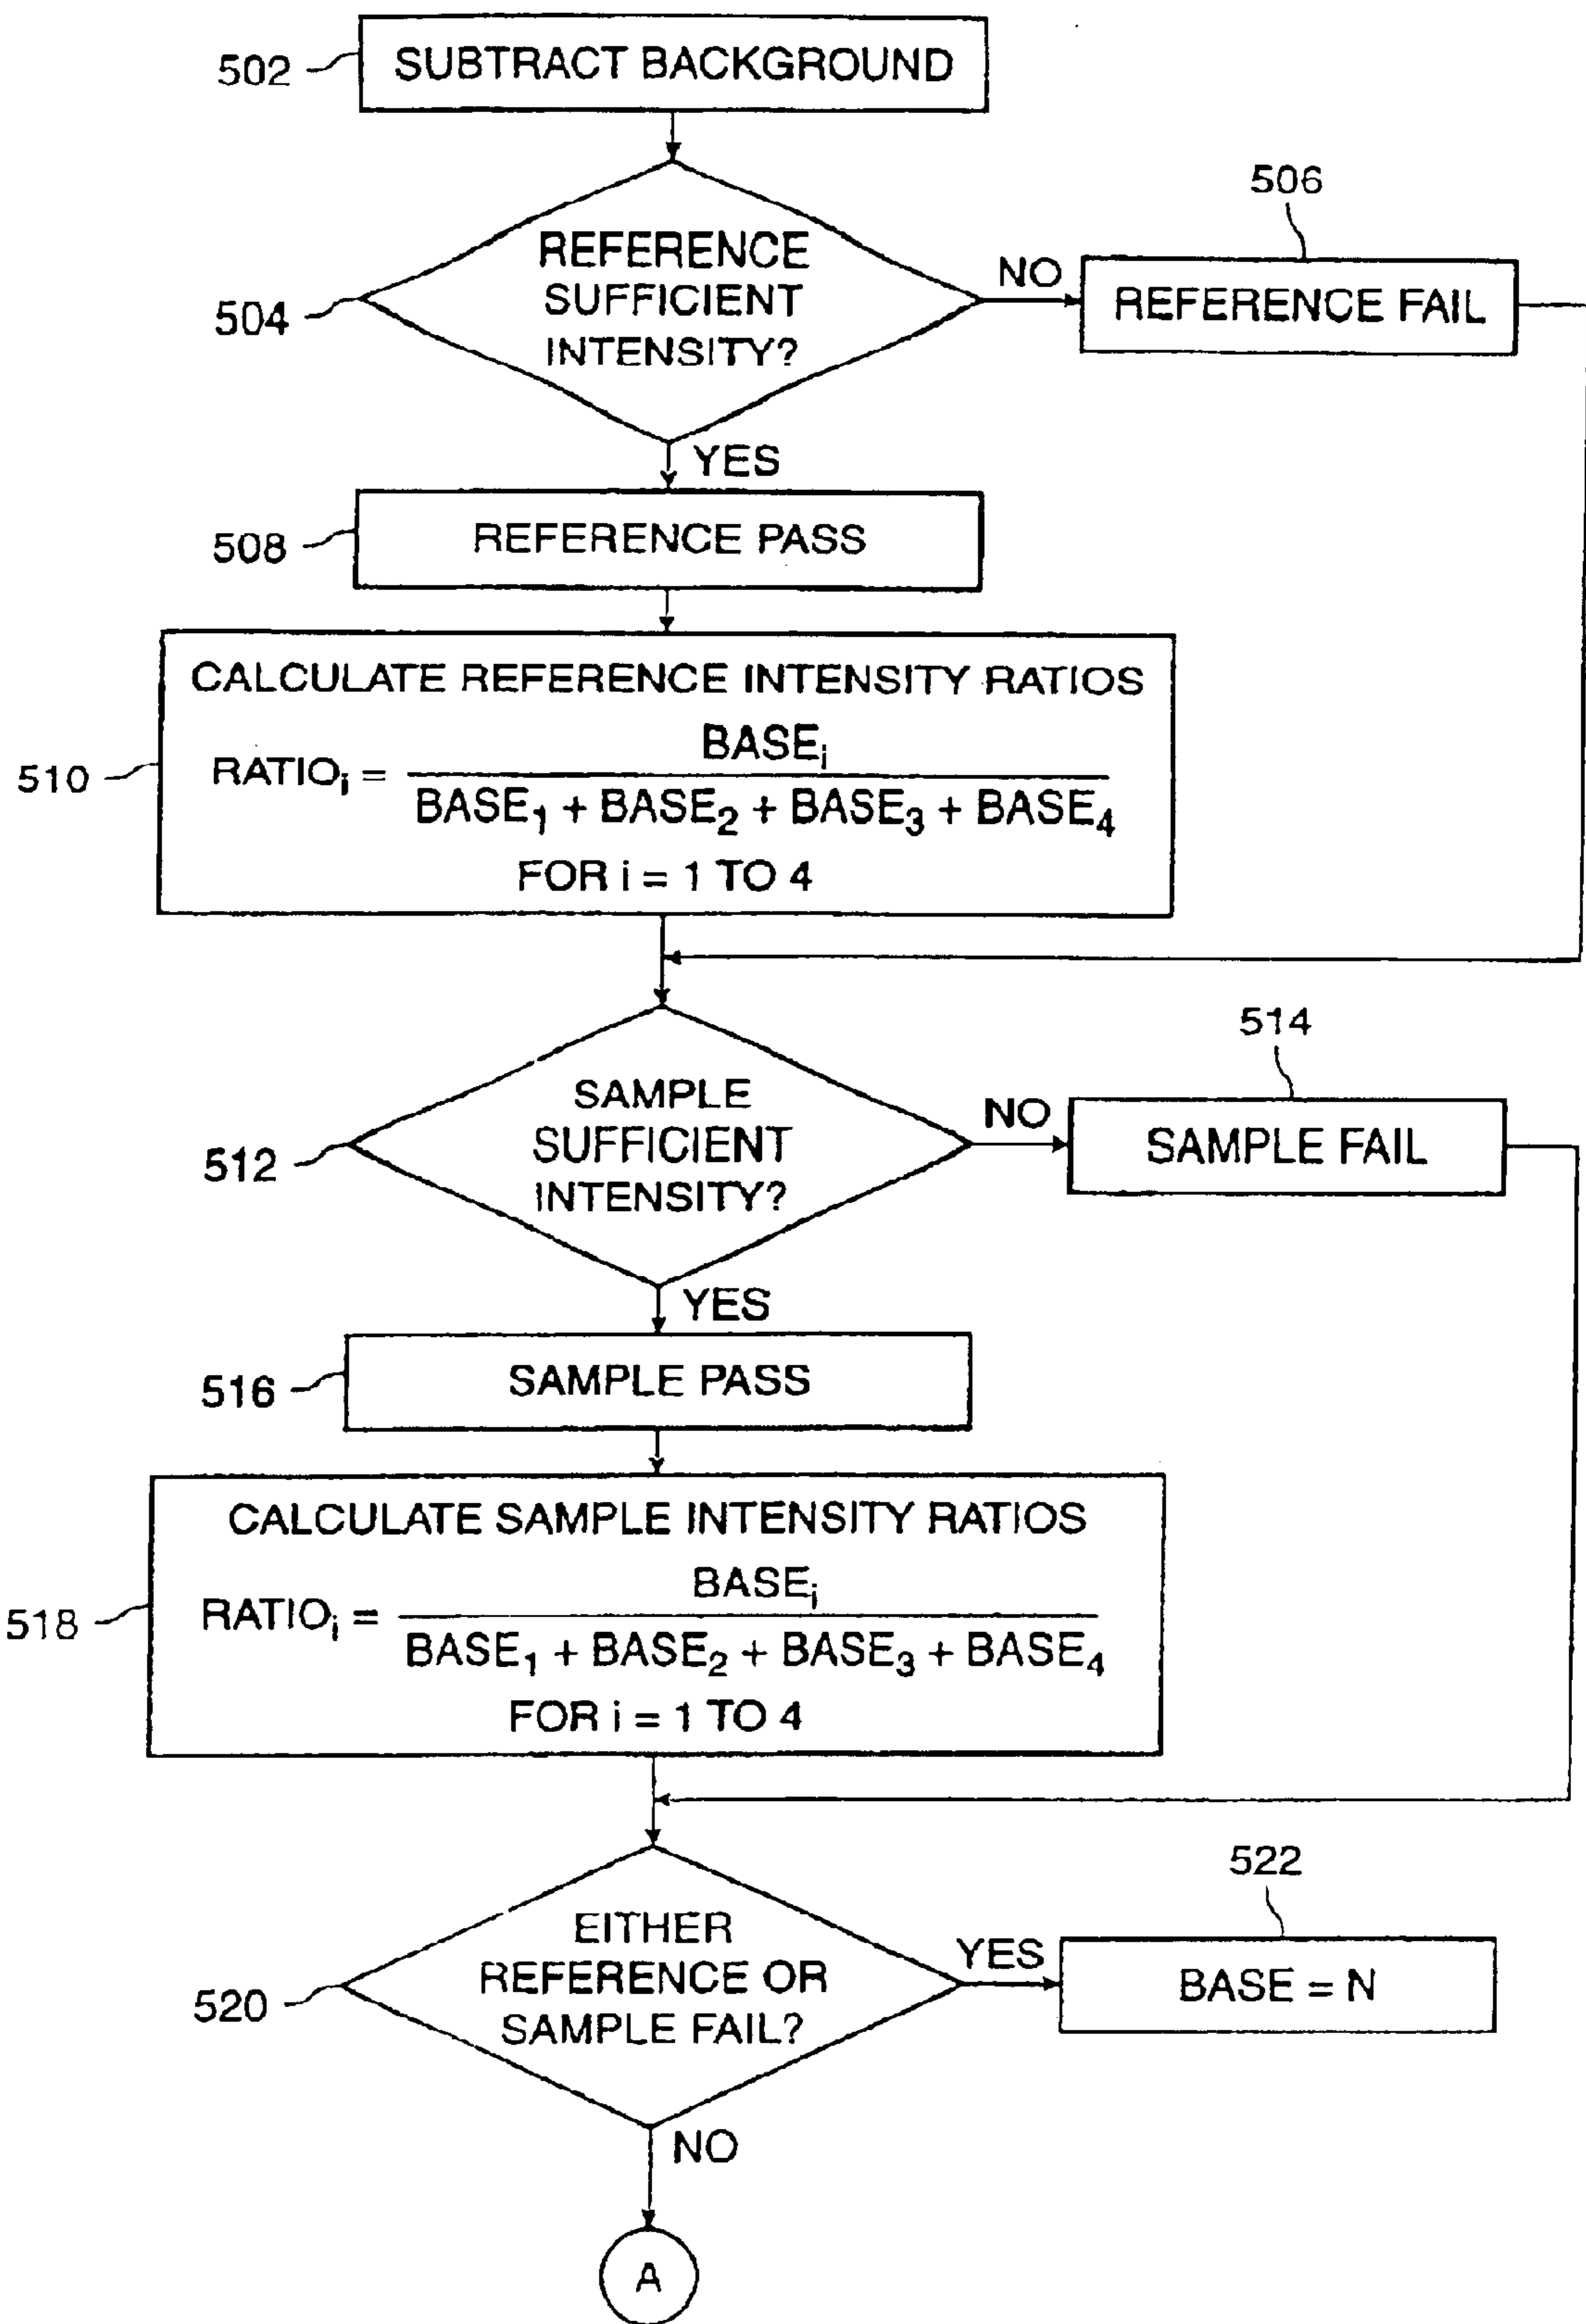 502
SUBTRACT BACKGROUND
506
504
REFERENCE
SUFFICIENT
INTENSITY?
NO
REFERENCE FAIL
YES
508
REFERENCE PASS
510
CALCULATE REFERENCE INTENSITY RATIOS
RATIOᵢ = BASEᵢ / BASE₁ + BASE₂ + BASE₃ + BASE₄
FOR i = 1 TO 4
514
512
SAMPLE
SUFFICIENT
INTENSITY?
NO
SAMPLE FAIL
YES
516
SAMPLE PASS
518
CALCULATE SAMPLE INTENSITY RATIOS
RATIOᵢ = BASEᵢ / BASE₁ + BASE₂ + BASE₃ + BASE₄
FOR i = 1 TO 4
522
520
EITHER
REFERENCE OR
SAMPLE FAIL?
YES
BASE = N
NO
A